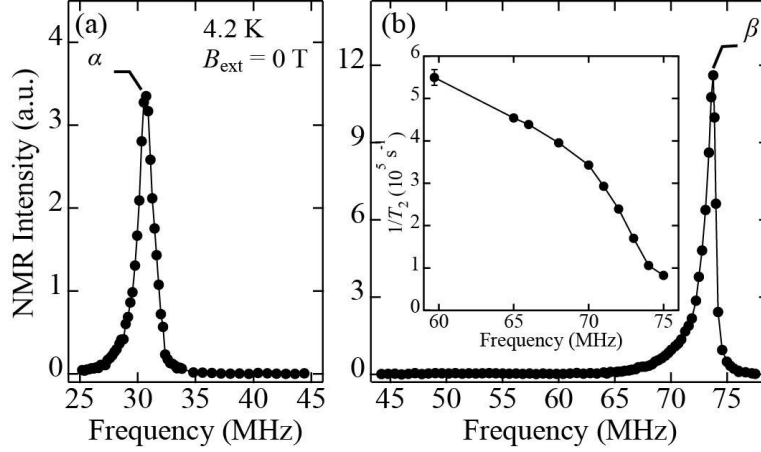 (a)
4.2 K
B_ext = 0 T
α
NMR Intensity (a.u.)
4
3
2
1
0
25 30 35 40 45
Frequency (MHz)
(b)
β
12
9
6
3
0
45 50 55 60 65 70 75
Frequency (MHz)
1/T_2 (10^5 s^-1)
6
5
4
3
2
1
0
60 65 70 75
Frequency (MHz)